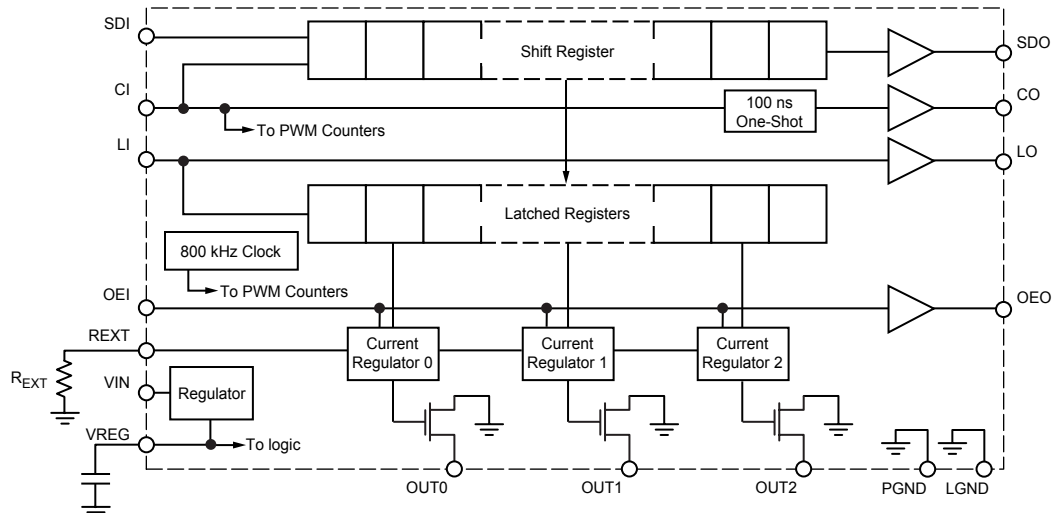 SDI
Shift Register
SDO
CI
100 ns
One-Shot
CO
To PWM Counters
LI
LO
Latched Registers
800 kHz Clock
To PWM Counters
OEI
OEO
REXT
Current
Regulator 0
Current
Regulator 1
Current
Regulator 2
REXT
VIN
Regulator
VREG
To logic
OUT0
OUT1
OUT2
PGND
LGND